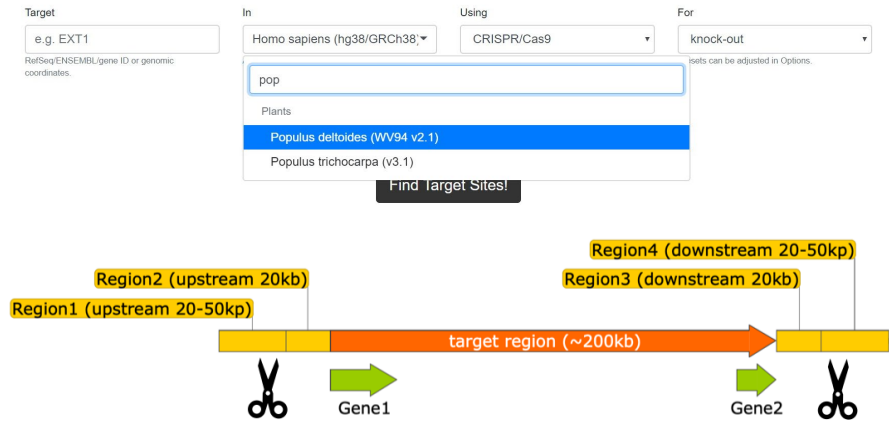 Target In Using For
e.g. EXT1 Homo sapiens (hg38/GRCh38) CRISPR/Cas9 knock-out
RefSeq/ENSEMBL/gene ID or genomic
coordinates.
esets can be adjusted in Options.
pop
Plants
Populus deltoides (WV94 v2.1)
Populus trichocarpa (v3.1)
Find Target Sites!
Region4 (downstream 20-50kp)
Region2 (upstream 20kb) Region3 (downstream 20kb)
Region1 (upstream 20-50kp)
target region (~200kb)
Gene1 Gene2